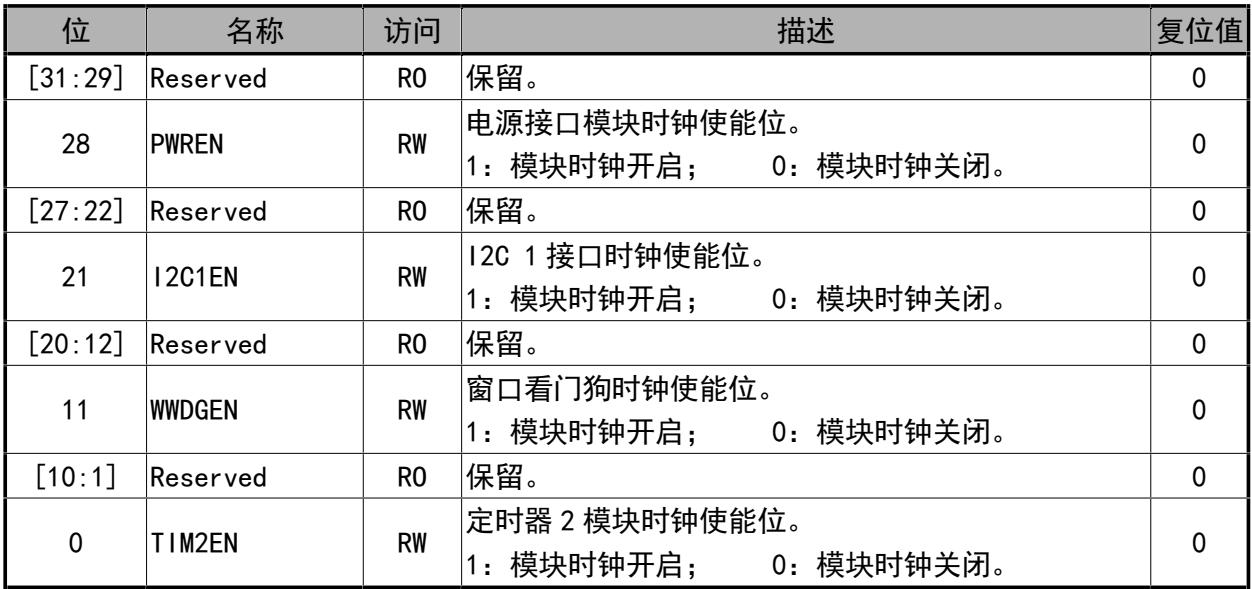 位 名称 访问 描述 复位值
[31:29] Reserved RO 保留。 0
28 PWREN RW 电源接口模块时钟使能位。 0
1：模块时钟开启； 0：模块时钟关闭。
[27:22] Reserved RO 保留。 0
21 I2C1EN RW I2C 1 接口时钟使能位。 0
1：模块时钟开启； 0：模块时钟关闭。
[20:12] Reserved RO 保留。 0
11 WWDGEN RW 窗口看门狗时钟使能位。 0
1：模块时钟开启； 0：模块时钟关闭。
[10:1] Reserved RO 保留。 0
0 TIM2EN RW 定时器 2 模块时钟使能位。 0
1：模块时钟开启； 0：模块时钟关闭。